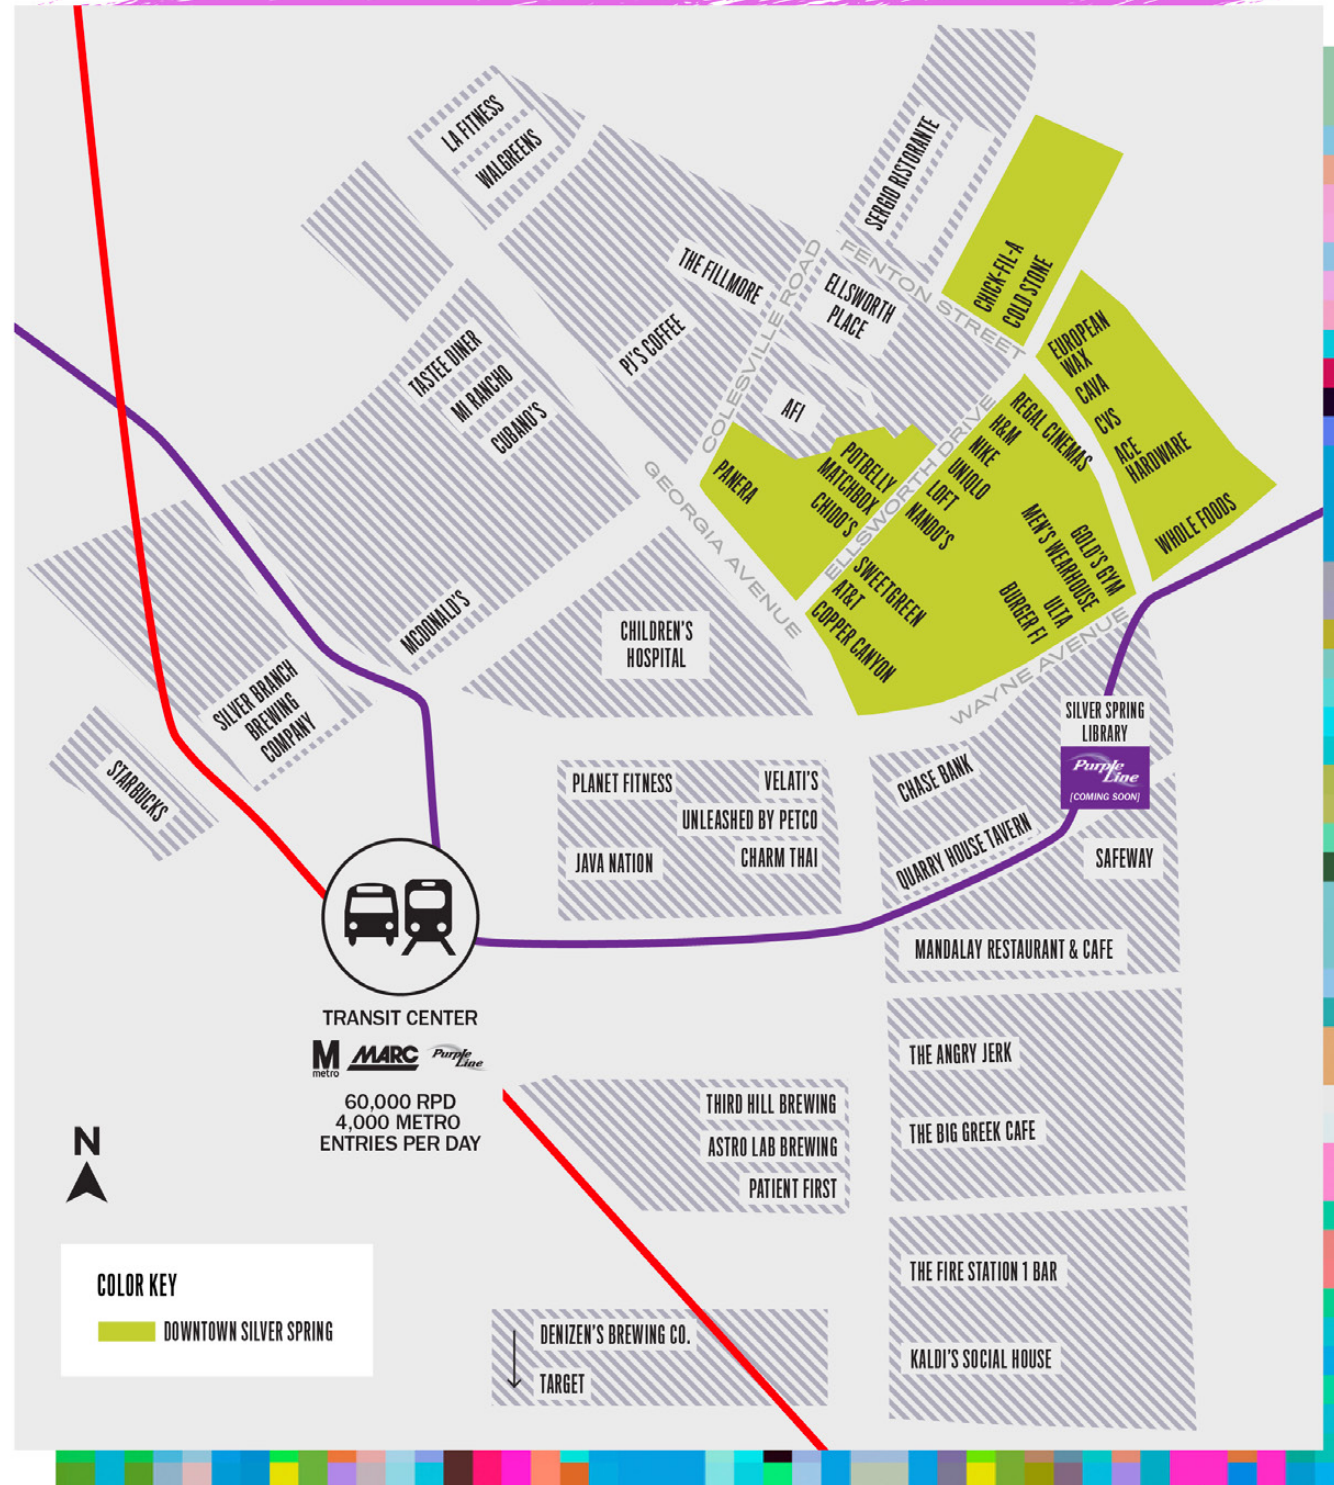 LA FITNESS
WALGREENS
SERGIO RISTORANTE
CHICK-FIL-A
COLD STONE
THE FILLMORE
COLESVILLE ROAD
FENTON STREET
ELLSWORTH
PLACE
PJ'S COFFEE
EUROPEAN
WAX
CAVA
CVS
ACE
HARDWARE
WHOLE FOODS
TASTEE DINER
MI RANCHO
CUBANO'S
AFI
GEORGIA AVENUE
PANERA
POTBELLY
MATCHBOX
CHIDO'S
ELLSWORTH DRIVE
REGAL CINEMAS
H&M
NIKE
UNIQLO
LOFT
NANDO'S
SWEETGREEN
AT&T
COPPER CANYON
GOLD'S GYM
MEN'S WEARHOUSE
ULTA
BURGER FI
WAYNE AVENUE
MCDONALD'S
CHILDREN'S
HOSPITAL
SILVER BRANCH
BREWING
COMPANY
STARBUCKS
SILVER SPRING
LIBRARY
Purple
Line
[COMING SOON]
PLANET FITNESS
VELATI'S
UNLEASHED BY PETCO
JAVA NATION
CHARM THAI
CHASE BANK
QUARRY HOUSE TAVERN
SAFEWAY
MANDALAY RESTAURANT & CAFE
TRANSIT CENTER
M
metro
MARC
Purple
Line
60,000 RPD
4,000 METRO
ENTRIES PER DAY
THE ANGRY JERK
THE BIG GREEK CAFE
THIRD HILL BREWING
ASTRO LAB BREWING
PATIENT FIRST
THE FIRE STATION 1 BAR
KALDI'S SOCIAL HOUSE
DENIZEN'S BREWING CO.
TARGET
N
COLOR KEY
DOWNTOWN SILVER SPRING